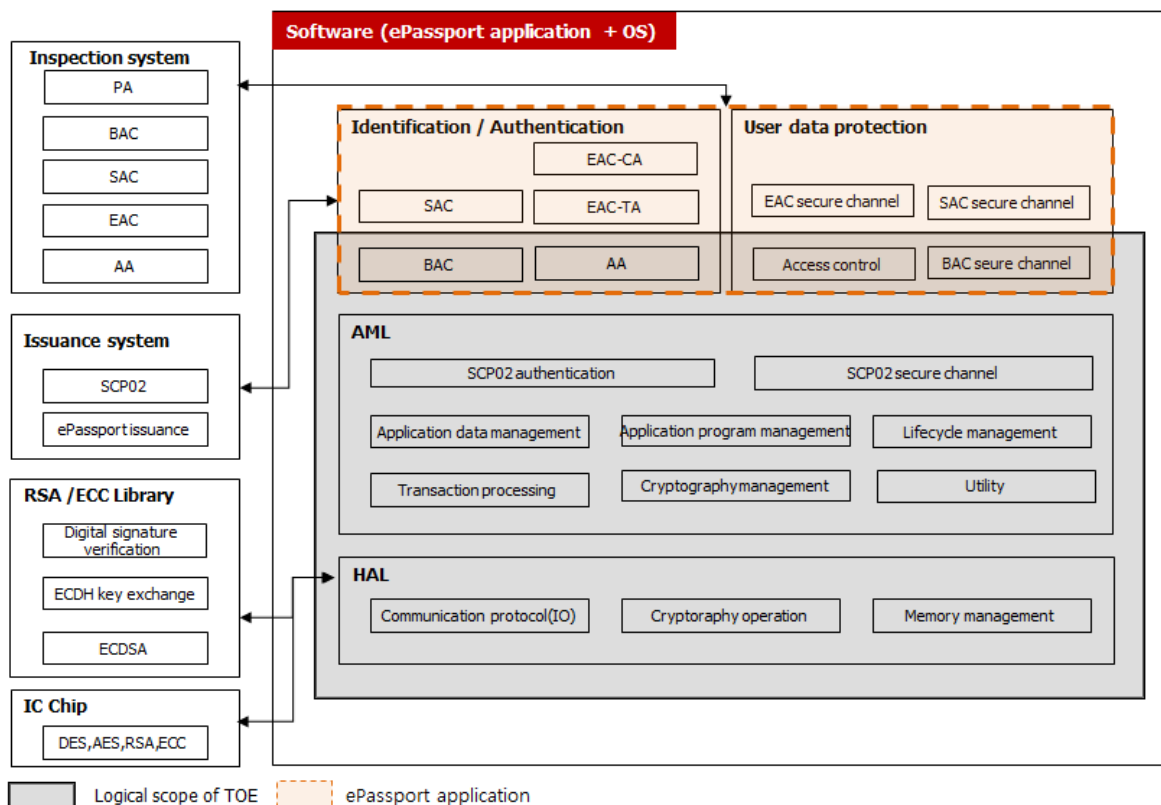 Software (ePassport application + OS)
Inspection system
PA
BAC
SAC
EAC
AA
Identification / Authentication
EAC-CA
SAC
EAC-TA
BAC
AA
User data protection
EAC secure channel
SAC secure channel
Access control
BAC seure channel
Issuance system
SCP02
ePassport issuance
AML
SCP02 authentication
SCP02 secure channel
Application data management
Application program management
Lifecycle management
Transaction processing
Cryptography management
Utility
RSA /ECC Library
Digital signature
verification
ECDH key exchange
ECDSA
HAL
Communication protocol(IO)
Cryptoraphy operation
Memory management
IC Chip
DES,AES,RSA,ECC
Logical scope of TOE
ePassport application